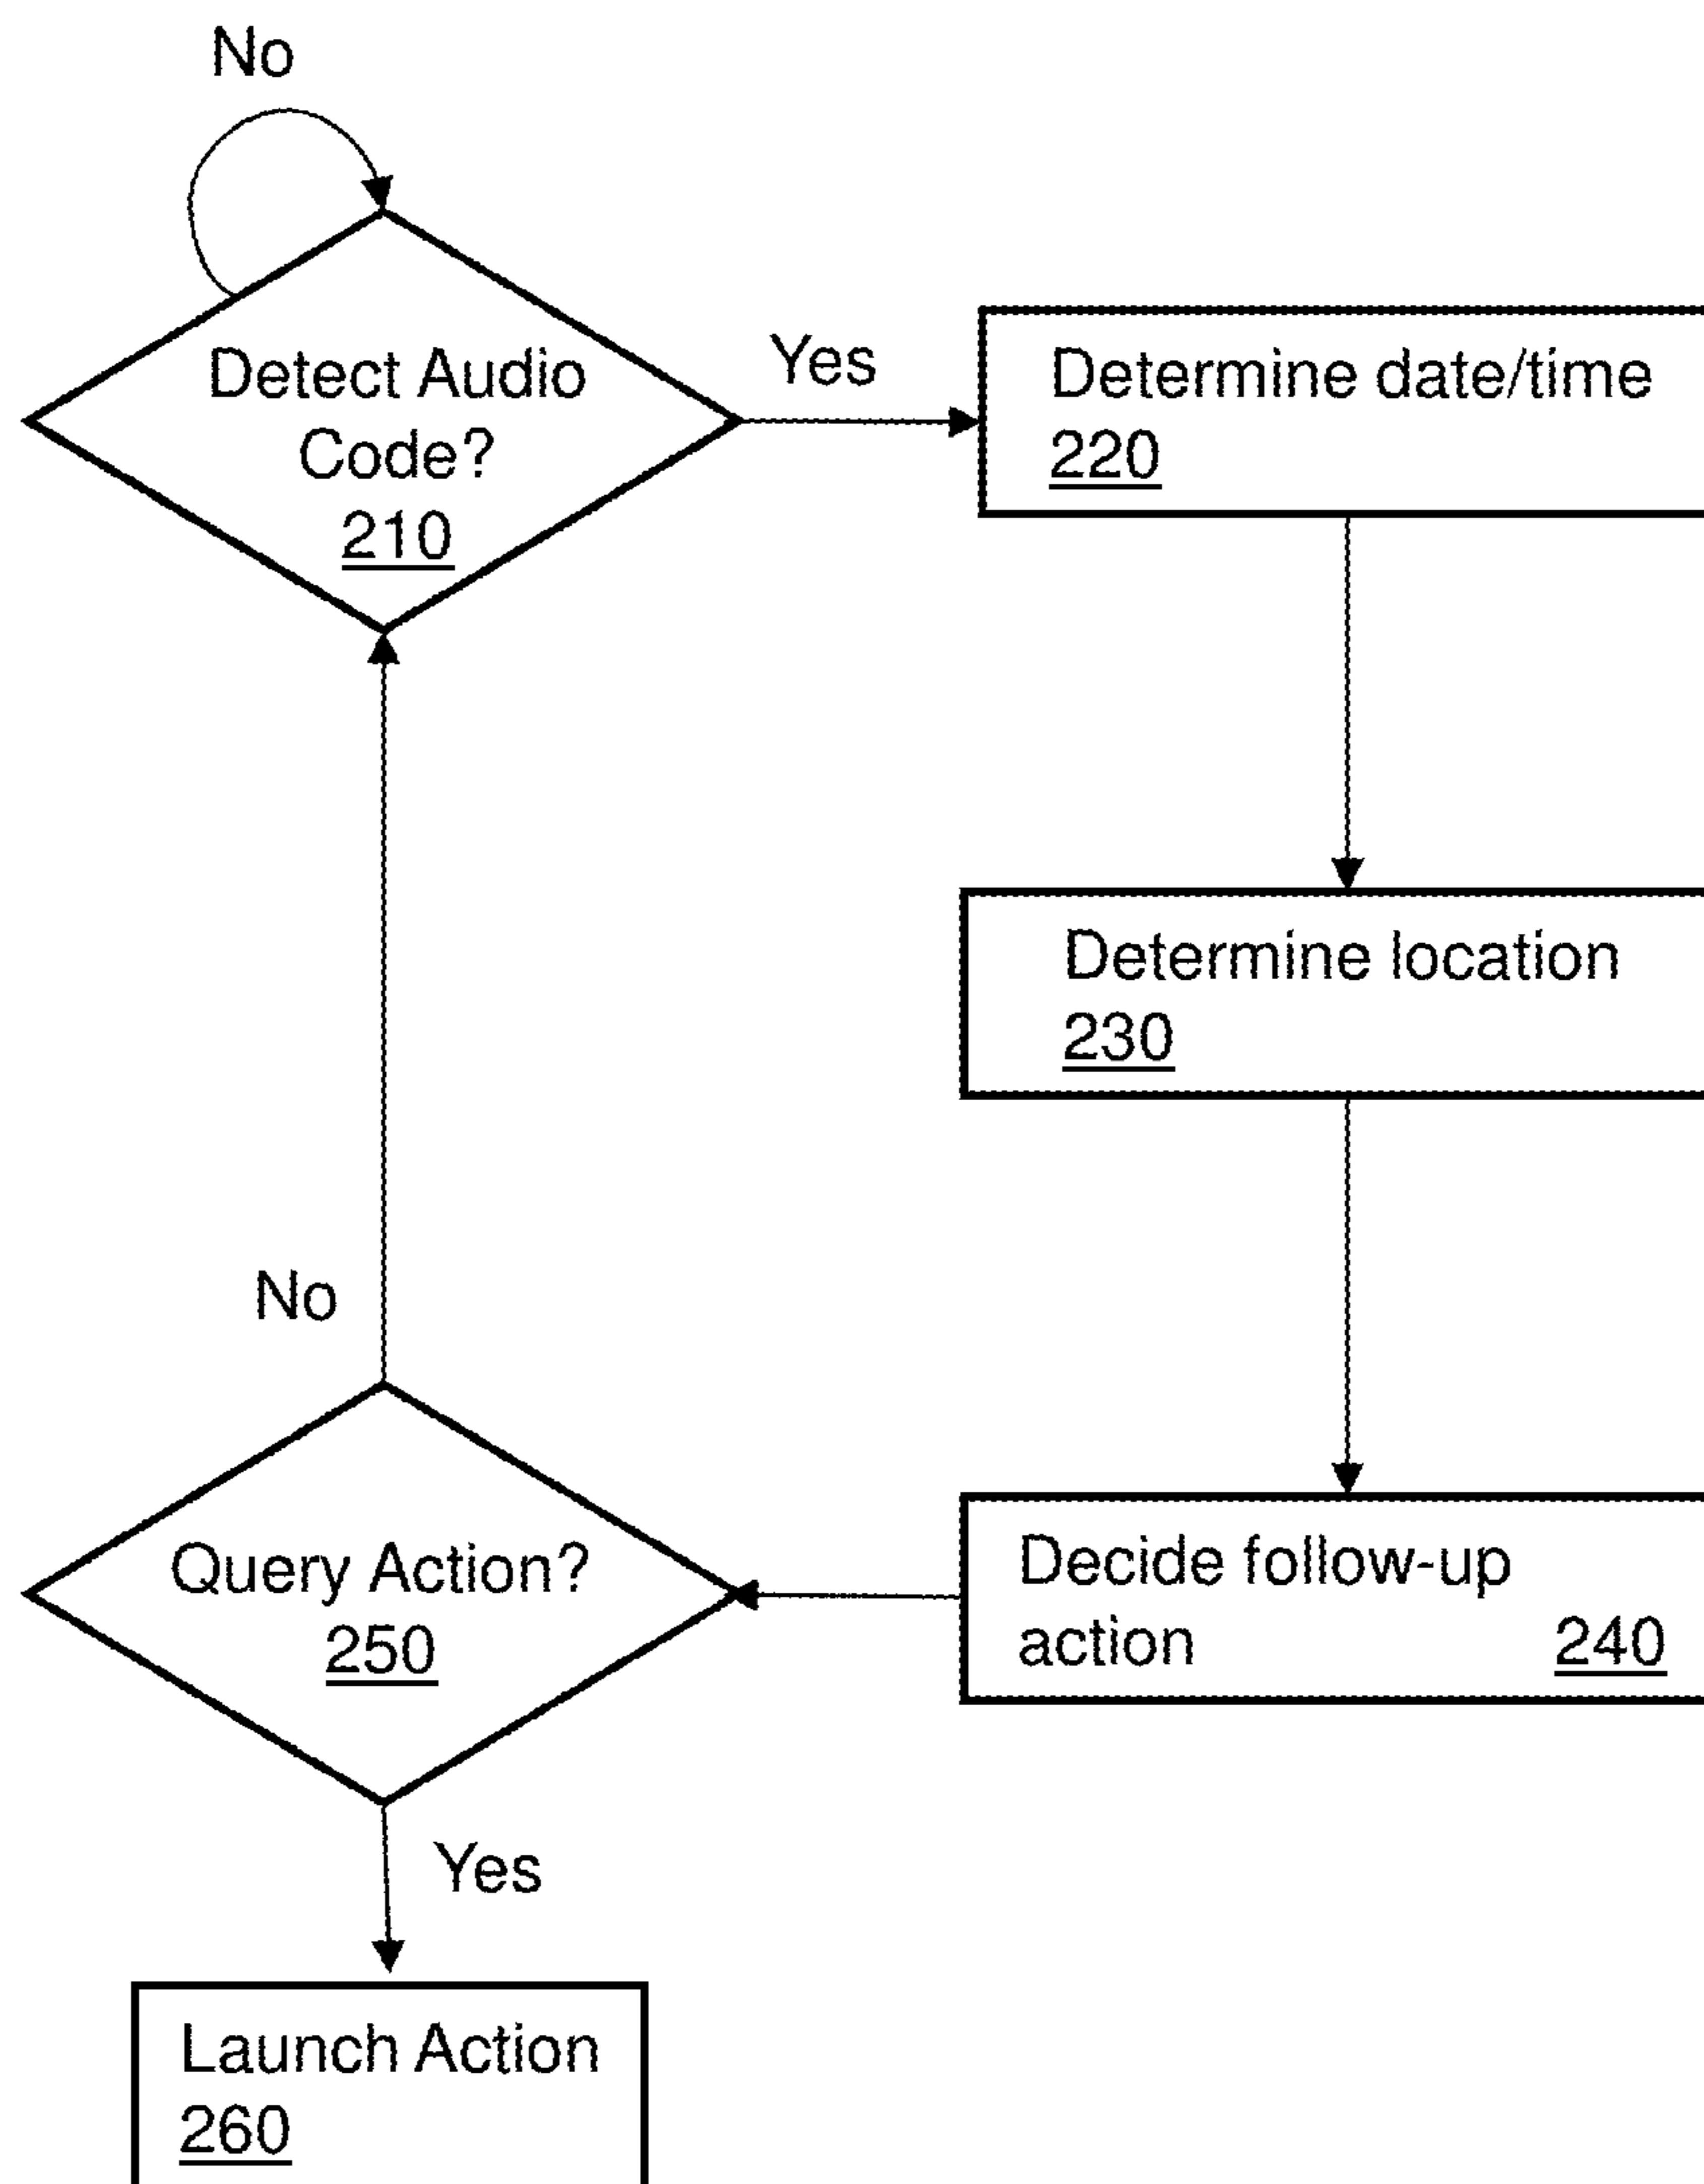 No
Detect Audio
Code?
210
Yes
Determine date/time
220
Determine location
230
No
Query Action?
250
Decide follow-up
action 240
Yes
Launch Action
260